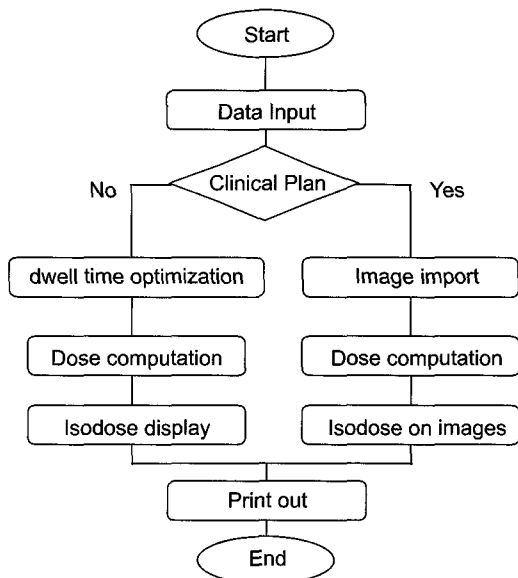 Start
Data Input
Clinical Plan
No
Yes
dwell time optimization
Image import
Dose computation
Dose computation
Isodose display
Isodose on images
Print out
End